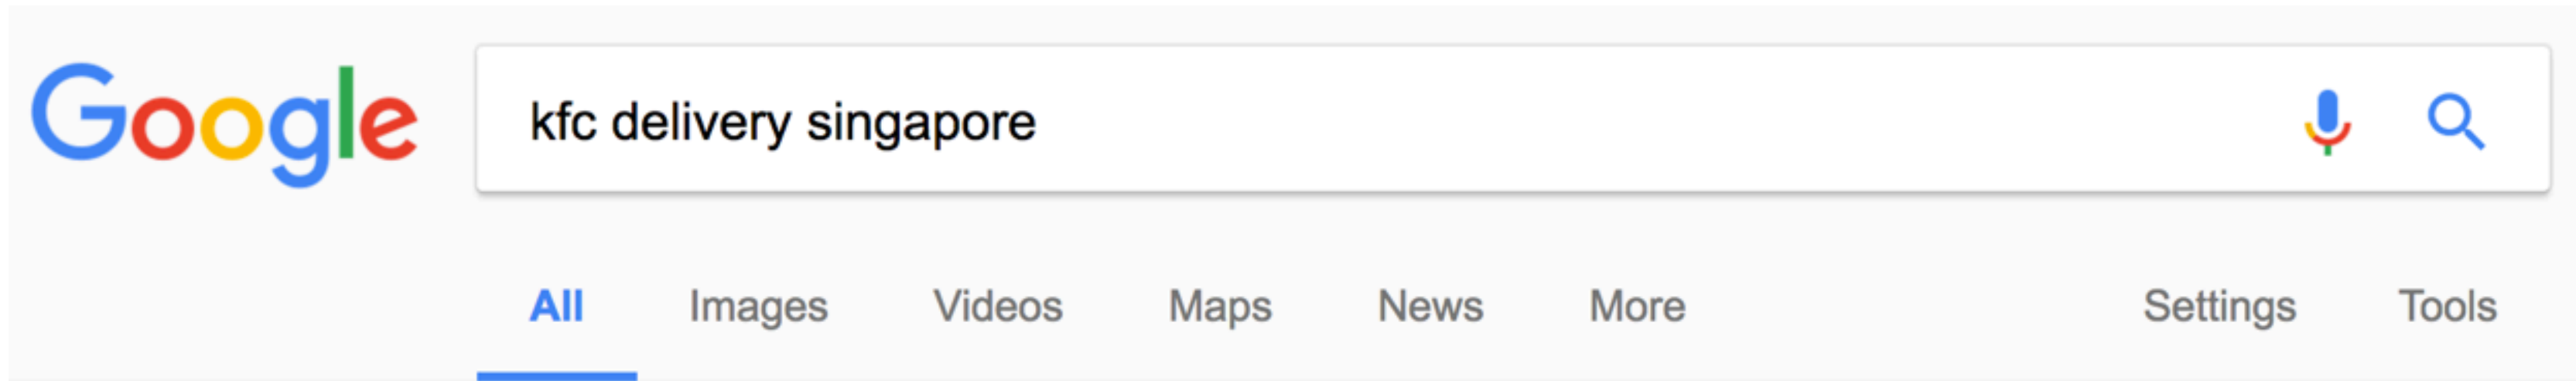 Google kfc delivery singapore
All Images Videos Maps News More Settings Tools